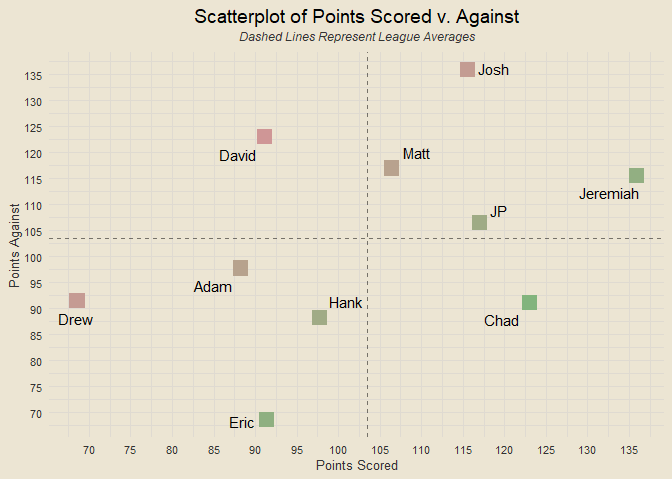 Scatterplot of Points Scored v. Against
Dashed Lines Represent League Averages
135
130
125
120
115
110
105
100
95
90
85
80
75
70
Points Against
Josh
David
Matt
Jeremiah
JP
Adam
Hank
Drew
Chad
Eric
70 75 80 85 90 95 100 105 110 115 120 125 130 135
Points Scored